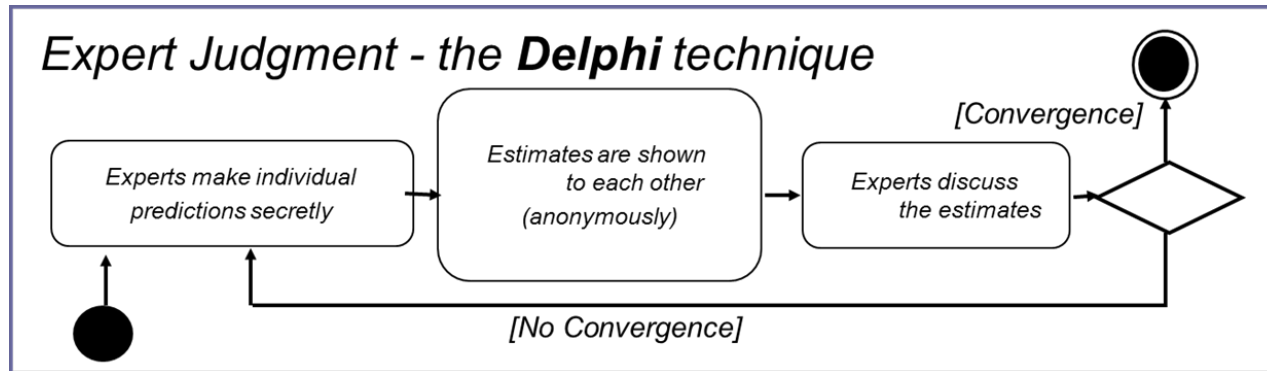 Expert Judgment - the Delphi technique
[Convergence]
Experts make individual
predictions secretly
Estimates are shown
to each other
(anonymously)
Experts discuss
the estimates
[No Convergence]